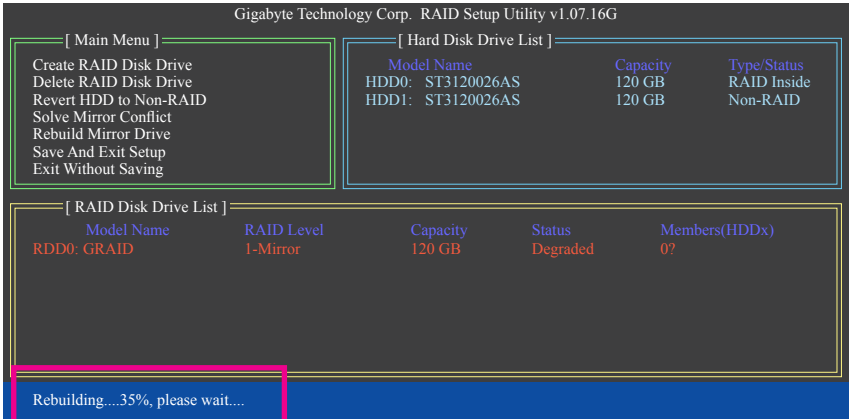 Gigabyte Technology Corp. RAID Setup Utility v1.07.16G
[ Main Menu ]
Create RAID Disk Drive
Delete RAID Disk Drive
Revert HDD to Non-RAID
Solve Mirror Conflict
Rebuild Mirror Drive
Save And Exit Setup
Exit Without Saving
[ Hard Disk Drive List ]
Model Name Capacity Type/Status
HDD0: ST3120026AS 120 GB RAID Inside
HDD1: ST3120026AS 120 GB Non-RAID
[ RAID Disk Drive List ]
Model Name RAID Level Capacity Status Members(HDDx)
RDD0: GRAID 1-Mirror 120 GB Degraded 0?
Rebuilding....35%, please wait....